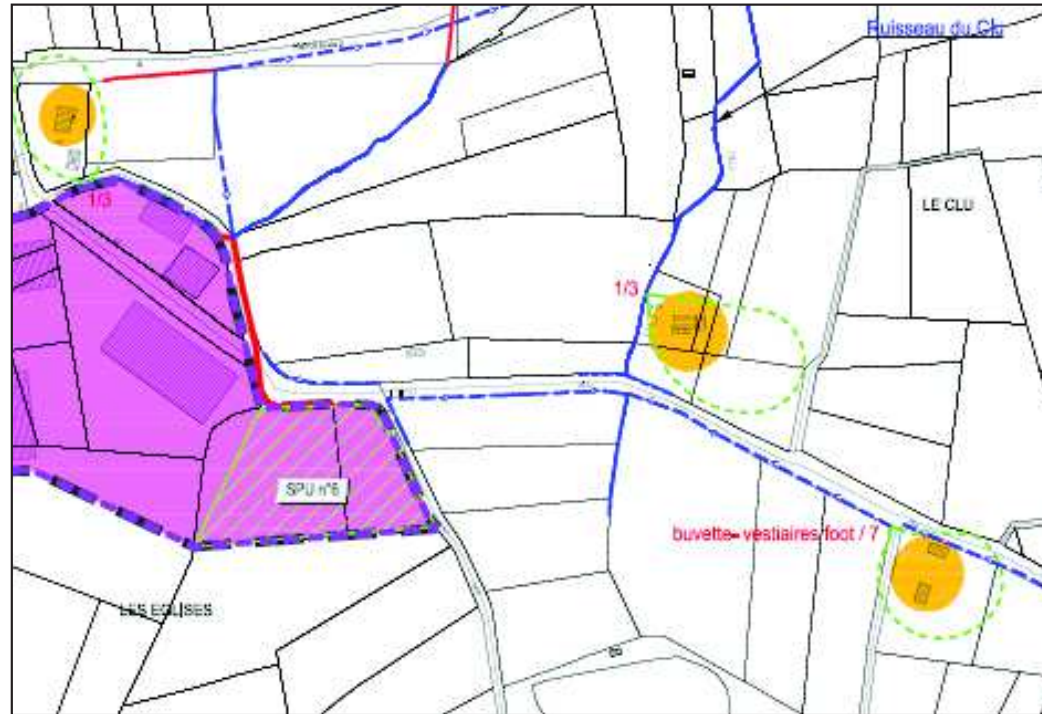 Ruisseau du Clu
1/3
LE CLU
1/3
SPU n°6
buvette- vestiaires foot / 7
LES EGLISES